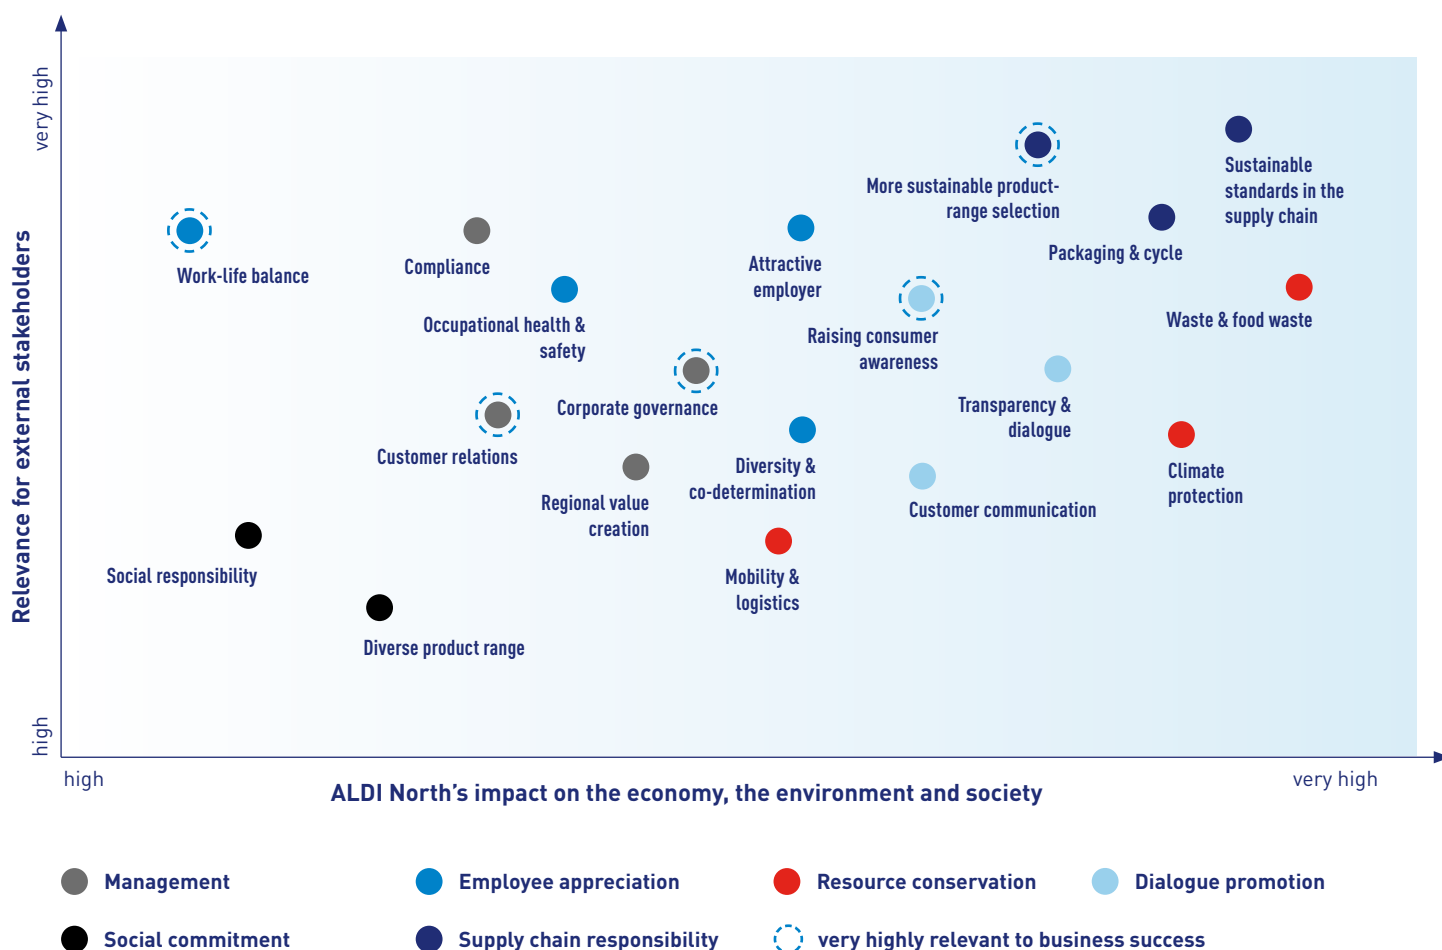 very high
Relevance for external stakeholders
high
More sustainable product-
range selection
Sustainable
standards in the
supply chain
Packaging & cycle
Work-life balance
Compliance
Attractive
employer
Occupational health &
safety
Raising consumer
awareness
Waste & food waste
Corporate governance
Transparency &
dialogue
Customer relations
Diversity &
co-determination
Climate
protection
Regional value
creation
Customer communication
Social responsibility
Mobility &
logistics
Diverse product range
high
very high
ALDI North’s impact on the economy, the environment and society
Management
Employee appreciation
Resource conservation
Dialogue promotion
Social commitment
Supply chain responsibility
very highly relevant to business success